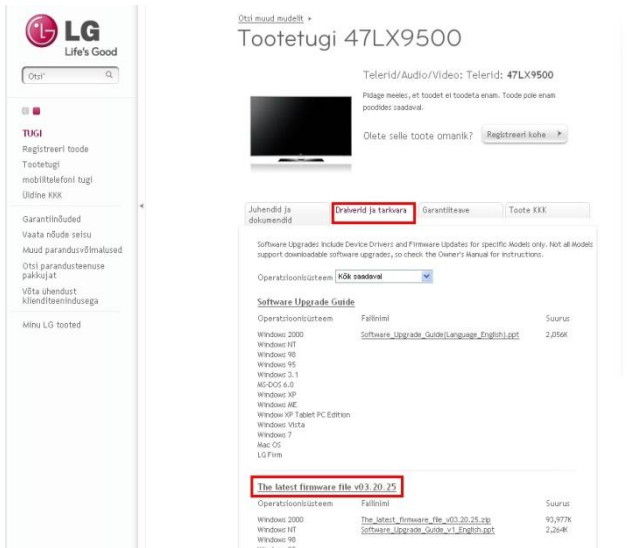 Otsi muud mudelit
LG
Life's Good
Tootetugi 47LX9500
Otsi*
Telerid/Audio/Video: Telerid: 47LX9500
Pidage meeles, et toodet ei toodeta enam. Toode pole enam
poodides saadaval.
Olete selle toote omanik? Registreeri kohe
TUGI
Registreeri toode
Tootetugi
mobiiltelefoni tugi
Üldine KKK
Garantiinõuded
Vaata nõude seisu
Muud parandusvõimalused
Otsi parandusteenuse
pakkujat
Võta ühendust
klienditeenindusega
Minu LG tooted
Juhendid ja
dokumendid
Draiverid ja tarkvara
Garantiiteave
Toote KKK
Software Upgrades include Device Drivers and Firmware Updates for specific Models only. Not all Models
support downloadable software upgrades, so check the Owner's Manual for instructions.
Operatsioonisüsteem Kõik saadaval
Software Upgrade Guide
Operatsioonisüsteem Failinimi Suurus
Windows 2000 Software_Upgrade_Guide(Language_English).ppt 2,056K
Windows NT
Windows 98
Windows 95
Windows 3.1
MS-DOS 6.0
Windows XP
Windows ME
Window XP Tablet PC Edition
Windows Vista
Windows 7
Mac OS
LG Firm
The latest firmware file v03.20.25
Operatsioonisüsteem Failinimi Suurus
Windows 2000 The_latest_firmware_file_v03.20.25.zip 93,977K
Windows NT Software_Upgrade_Guide_v1_English.ppt 2,264K
Windows 98